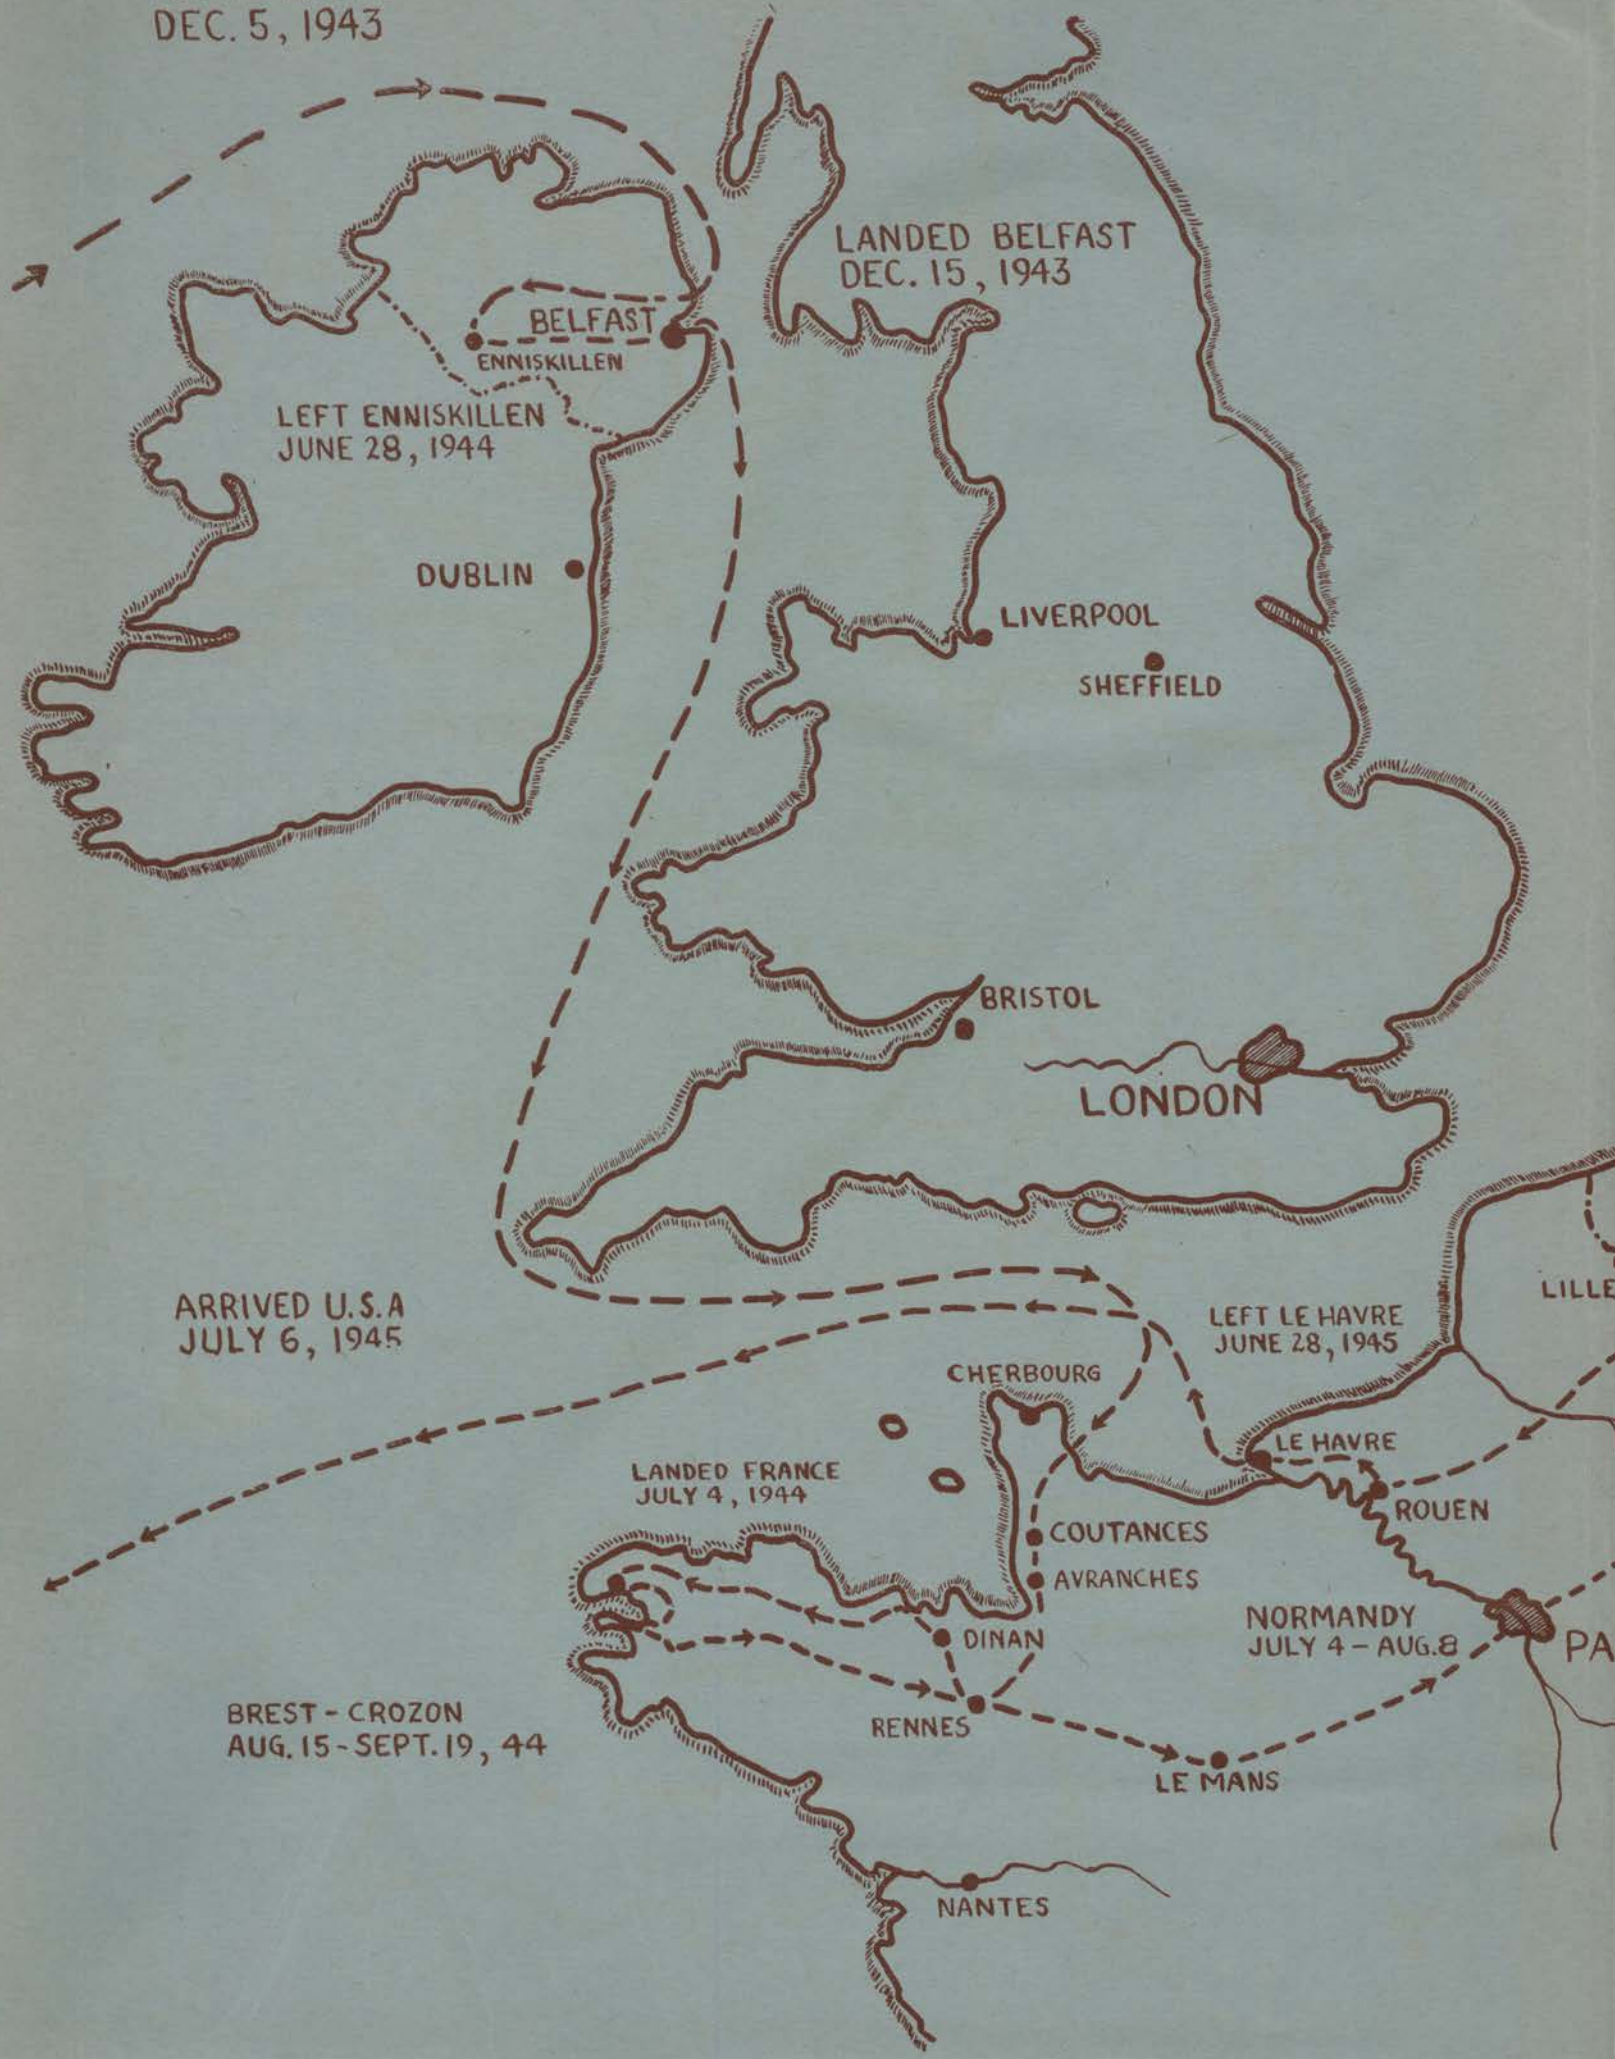 DEC. 5, 1943
LANDED BELFAST
DEC. 15, 1943
BELFAST
ENNISKILLEN
LEFT ENNISKILLEN
JUNE 28, 1944
DUBLIN
LIVERPOOL
SHEFFIELD
BRISTOL
LONDON
LILLE
ARRIVED U.S.A
JULY 6, 1945
LEFT LE HAVRE
JUNE 28, 1945
CHERBOURG
LE HAVRE
LANDED FRANCE
JULY 4, 1944
ROUEN
COUTANCES
AVRANCHES
NORMANDY
JULY 4 - AUG. 8
DINAN
PA
BREST - CROZON
AUG. 15 - SEPT. 19, 44
RENNES
LE MANS
NANTES